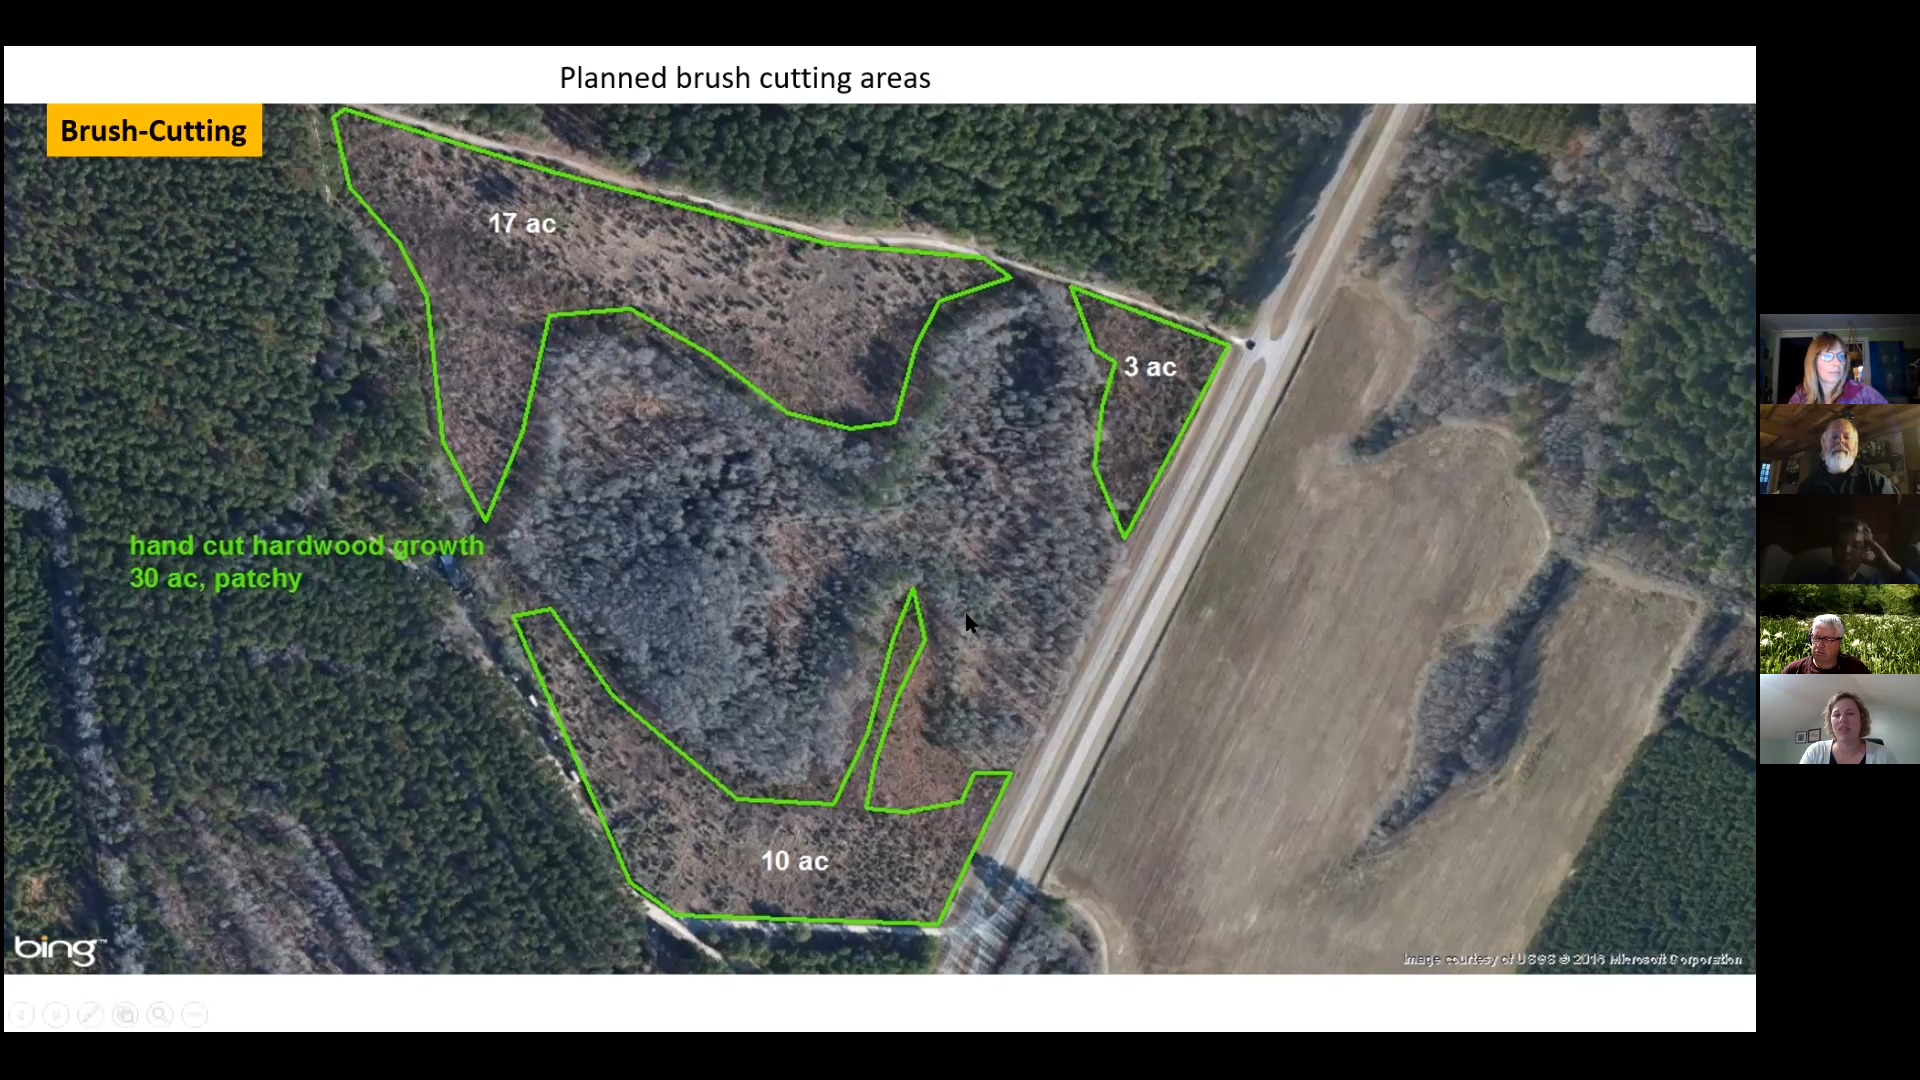 Planned brush cutting areas
Brush-Cutting
17 ac
3 ac
hand cut hardwood growth
30 ac, patchy
10 ac
bing
Image courtesy of USGS © 2016 Microsoft Corporation